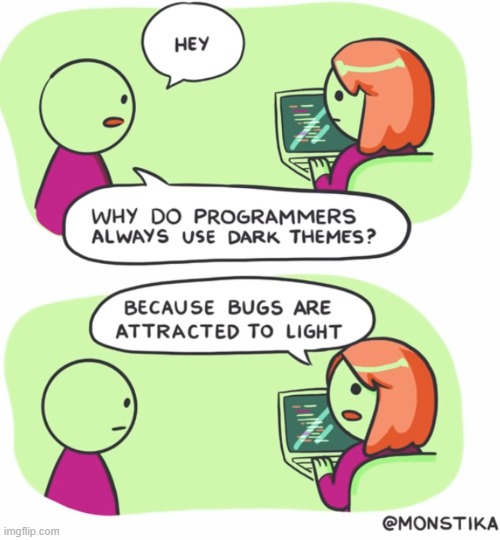 HEY
WHY DO PROGRAMMERS
ALWAYS USE DARK THEMES?
BECAUSE BUGS ARE
ATTRACTED TO LIGHT
@MONSTIKA
imgflip.com